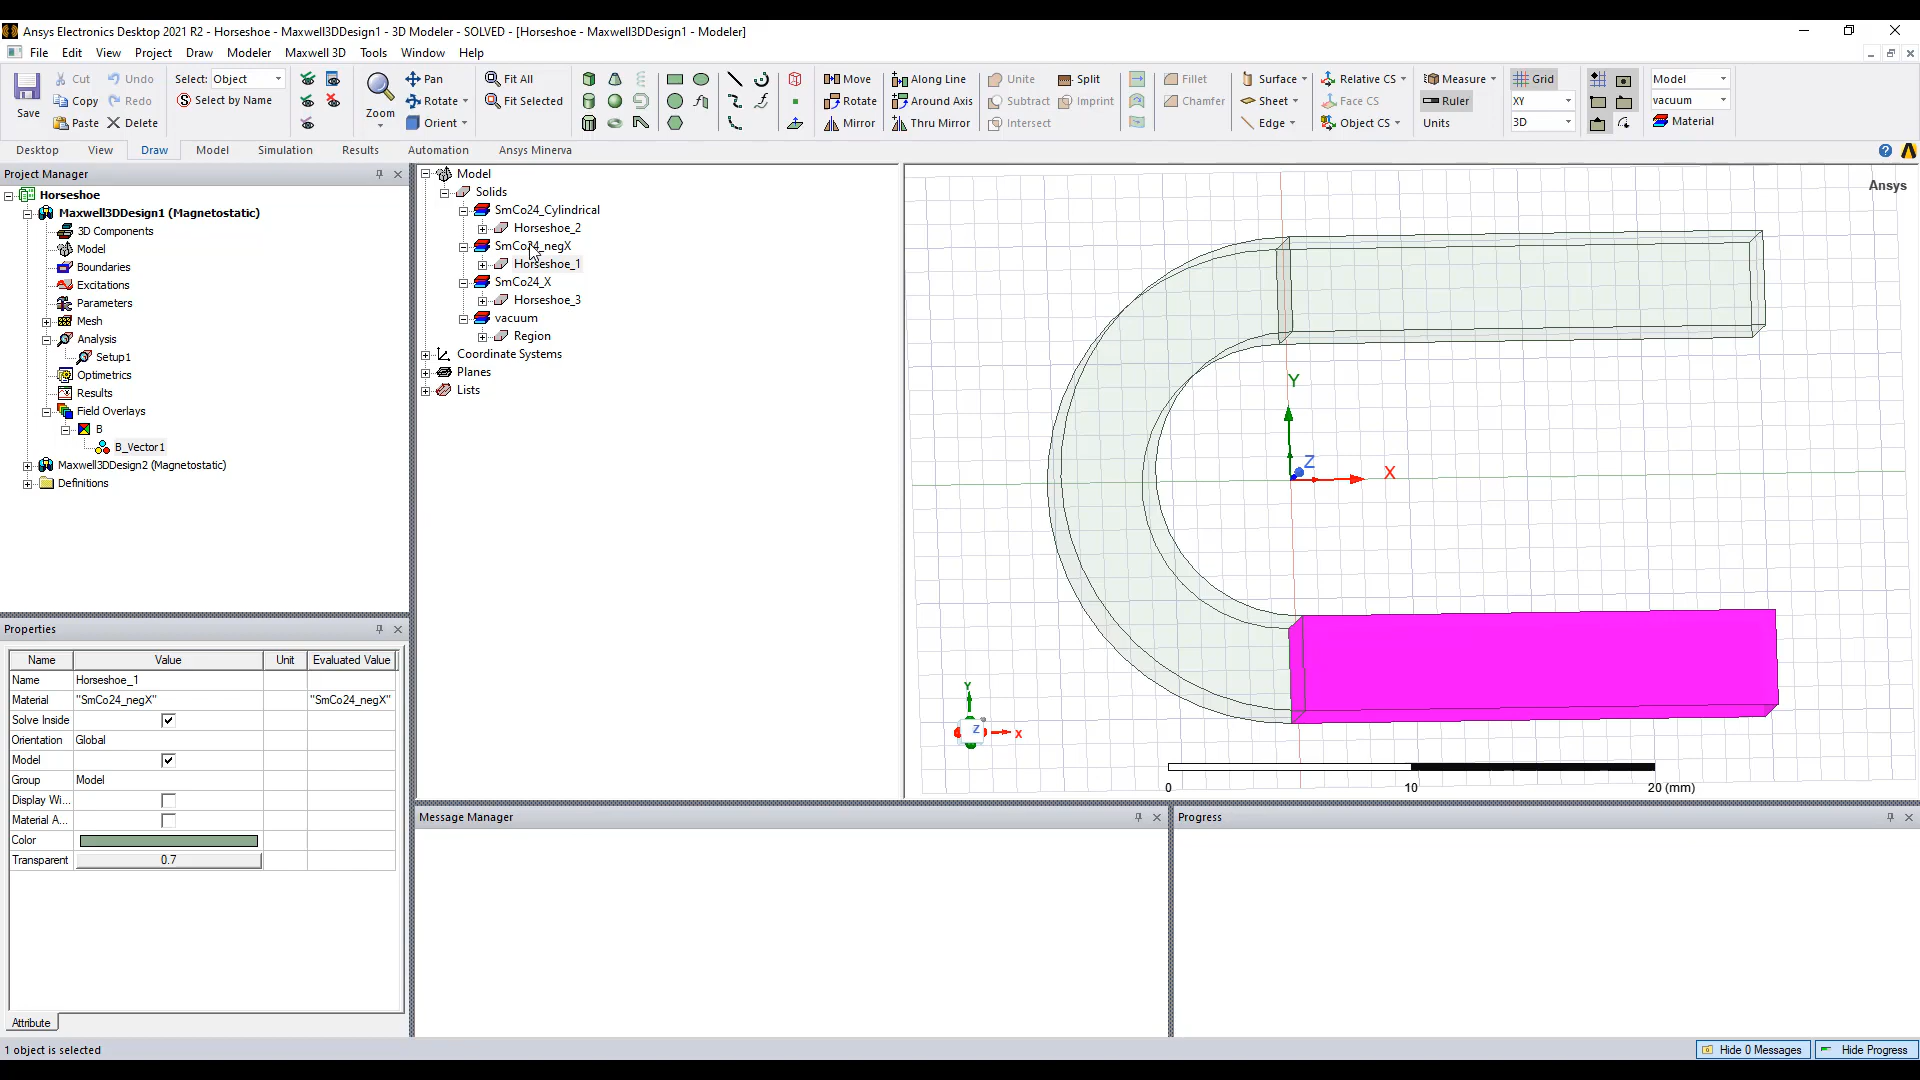 Ansys Electronics Desktop 2021 R2 - Horseshoe - Maxwell3DDesign1 - 3D Modeler - SOLVED - [Horseshoe - Maxwell3DDesign1 - Modeler]
File Edit View Project Draw Modeler Maxwell 3D Tools Window Help
Save
Cut Undo
Copy Redo
Paste Delete
Select: Object
Select by Name
Zoom
Pan
Rotate
Orient
Fit All
Fit Selected
Move
Rotate
Mirror
Along Line
Around Axis
Thru Mirror
Unite Split
Subtract Imprint
Intersect
Fillet
Chamfer
Surface
Sheet
Edge
Relative CS
Face CS
Object CS
Measure
Ruler
Units
Grid
XY
3D
Model
vacuum
Material
Desktop View Draw Model Simulation Results Automation Ansys Minerva
Project Manager
Horseshoe
Maxwell3DDesign1 (Magnetostatic)
3D Components
Model
Boundaries
Excitations
Parameters
Mesh
Analysis
Setup1
Optimetrics
Results
Field Overlays
B
B_Vector1
Maxwell3DDesign2 (Magnetostatic)
Definitions
Properties
Name Value Unit Evaluated Value
Name Horseshoe_1
Material "SmCo24_negX" "SmCo24_negX"
Solve Inside
Orientation Global
Model
Group Model
Display Wi...
Material A...
Color
Transparent 0.7
Attribute
Model
Solids
SmCo24_Cylindrical
Horseshoe_2
SmCo24_negX
Horseshoe_1
SmCo24_X
Horseshoe_3
vacuum
Region
Coordinate Systems
Planes
Lists
Ansys
Y
Z
X
Y
Z
X
0 10 20 (mm)
Message Manager
Progress
1 object is selected
Hide 0 Messages
Hide Progress